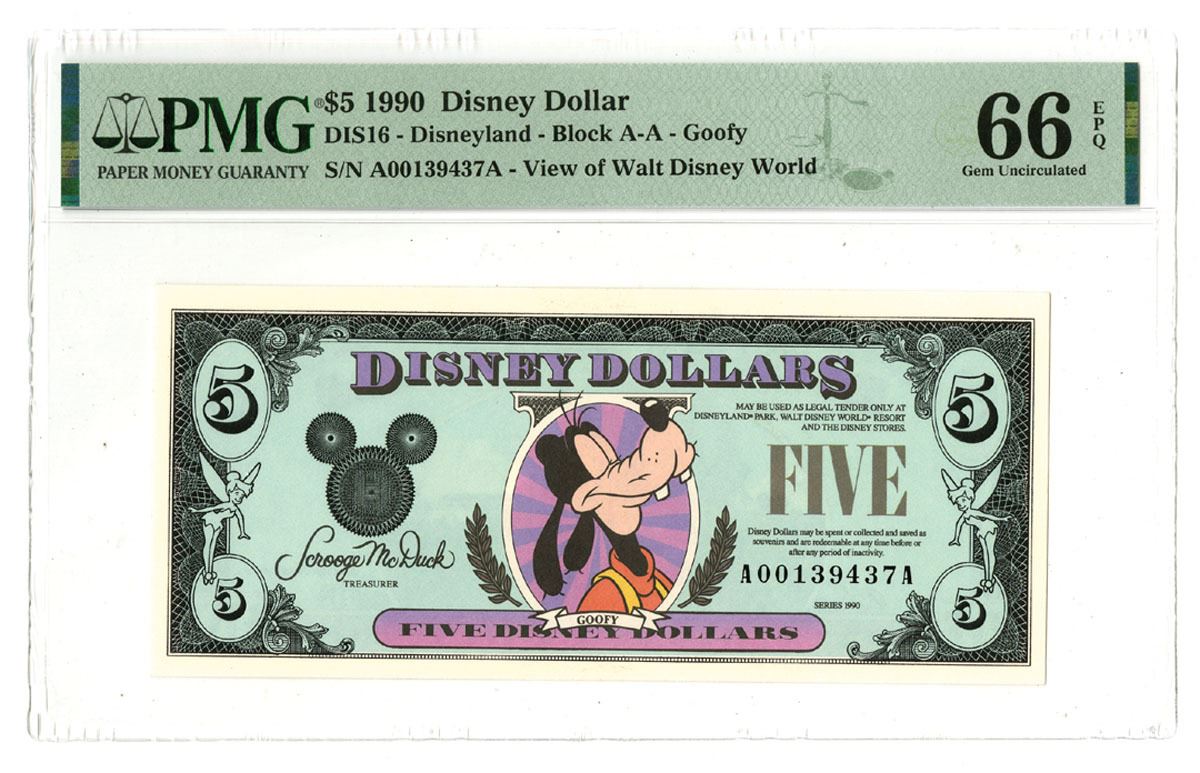 PMG®
PAPER MONEY GUARANTY
$5 1990 Disney Dollar
DIS16 - Disneyland - Block A-A - Goofy
S/N A00139437A - View of Walt Disney World
66
EPQ
Gem Uncirculated
5
5
DISNEY DOLLARS
MAY BE USED AS LEGAL TENDER ONLY AT
DISNEYLAND® PARK, WALT DISNEY WORLD® RESORT
AND THE DISNEY STORES.
FIVE
Disney Dollars may be spent or collected and saved as
souvenirs and are redeemable at any time before or
after any period of inactivity.
A00139437A
SERIES 1990
Scrooge McDuck
TREASURER
5
5
GOOFY
FIVE DISNEY DOLLARS